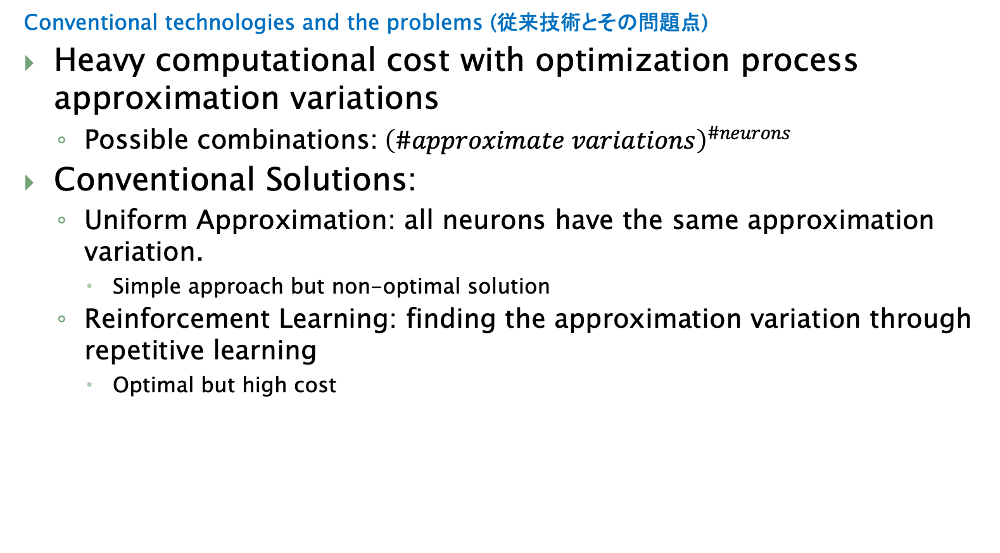 Conventional technologies and the problems (従来技術とその問題点)
Heavy computational cost with optimization process
approximation variations
Possible combinations: (#approximate variations)^#neurons
Conventional Solutions:
Uniform Approximation: all neurons have the same approximation
variation.
Simple approach but non-optimal solution
Reinforcement Learning: finding the approximation variation through
repetitive learning
Optimal but high cost